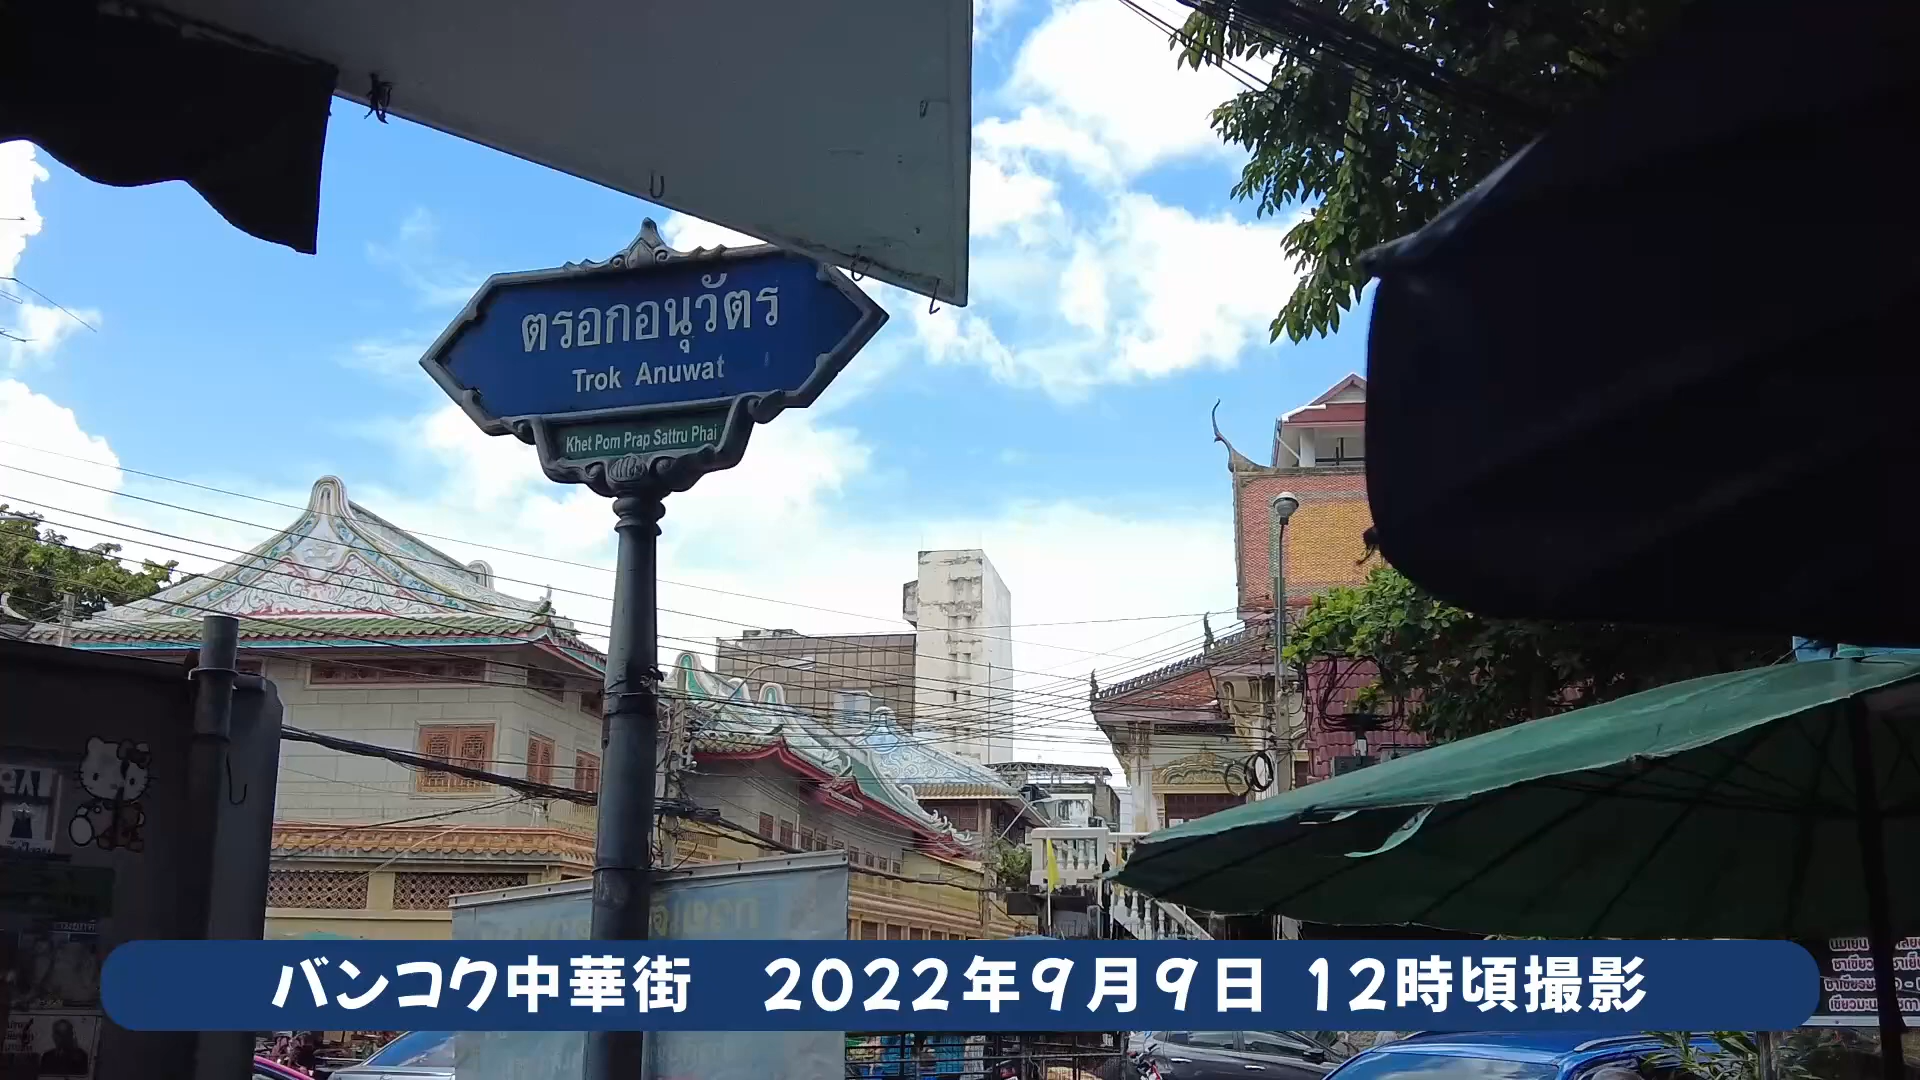 ตรอกอนุวัตร
Trok Anuwat
Khet Pom Prap Sattru Phai
バンコク中華街 2022年9月9日 12時頃撮影